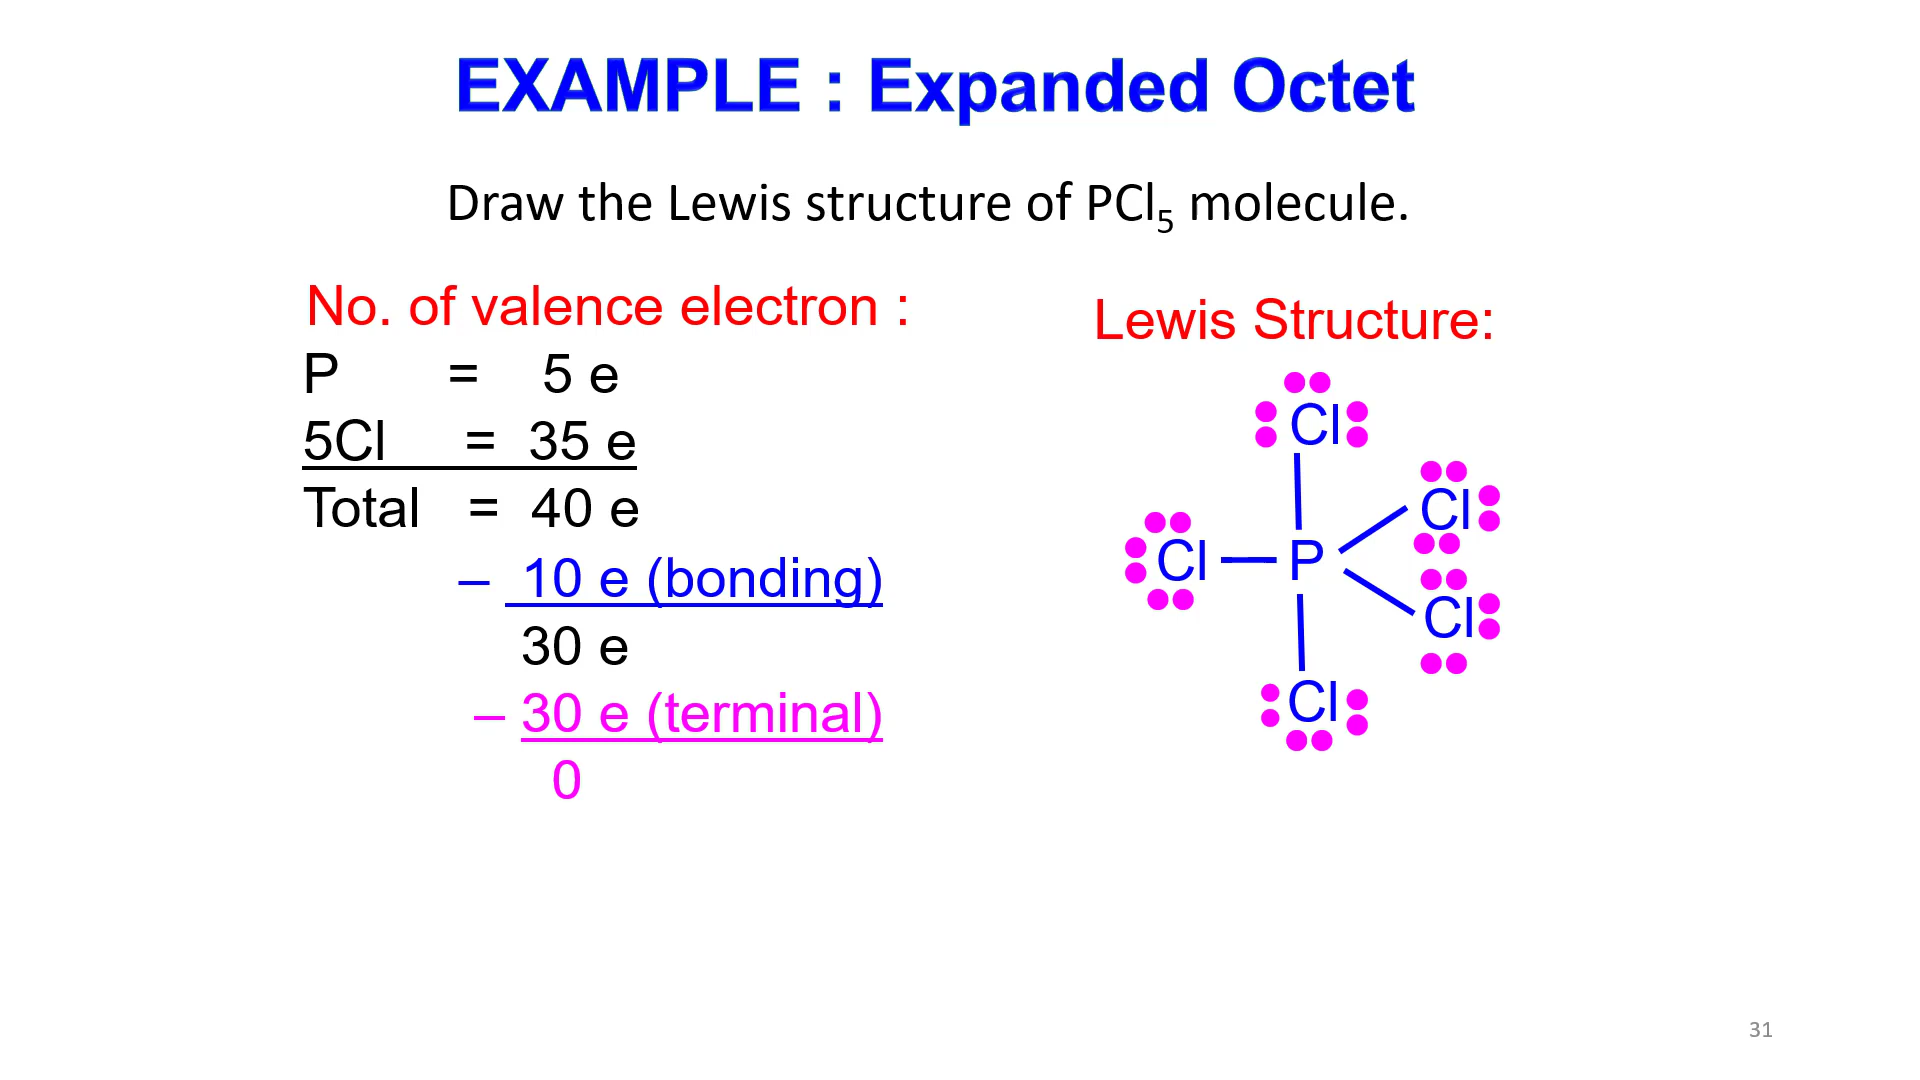 EXAMPLE : Expanded Octet
Draw the Lewis structure of PCl₅ molecule.
No. of valence electron :
P = 5 e
5Cl = 35 e
Total = 40 e
– 10 e (bonding)
30 e
– 30 e (terminal)
0
Lewis Structure:
Cl
Cl
Cl P
Cl
Cl
31